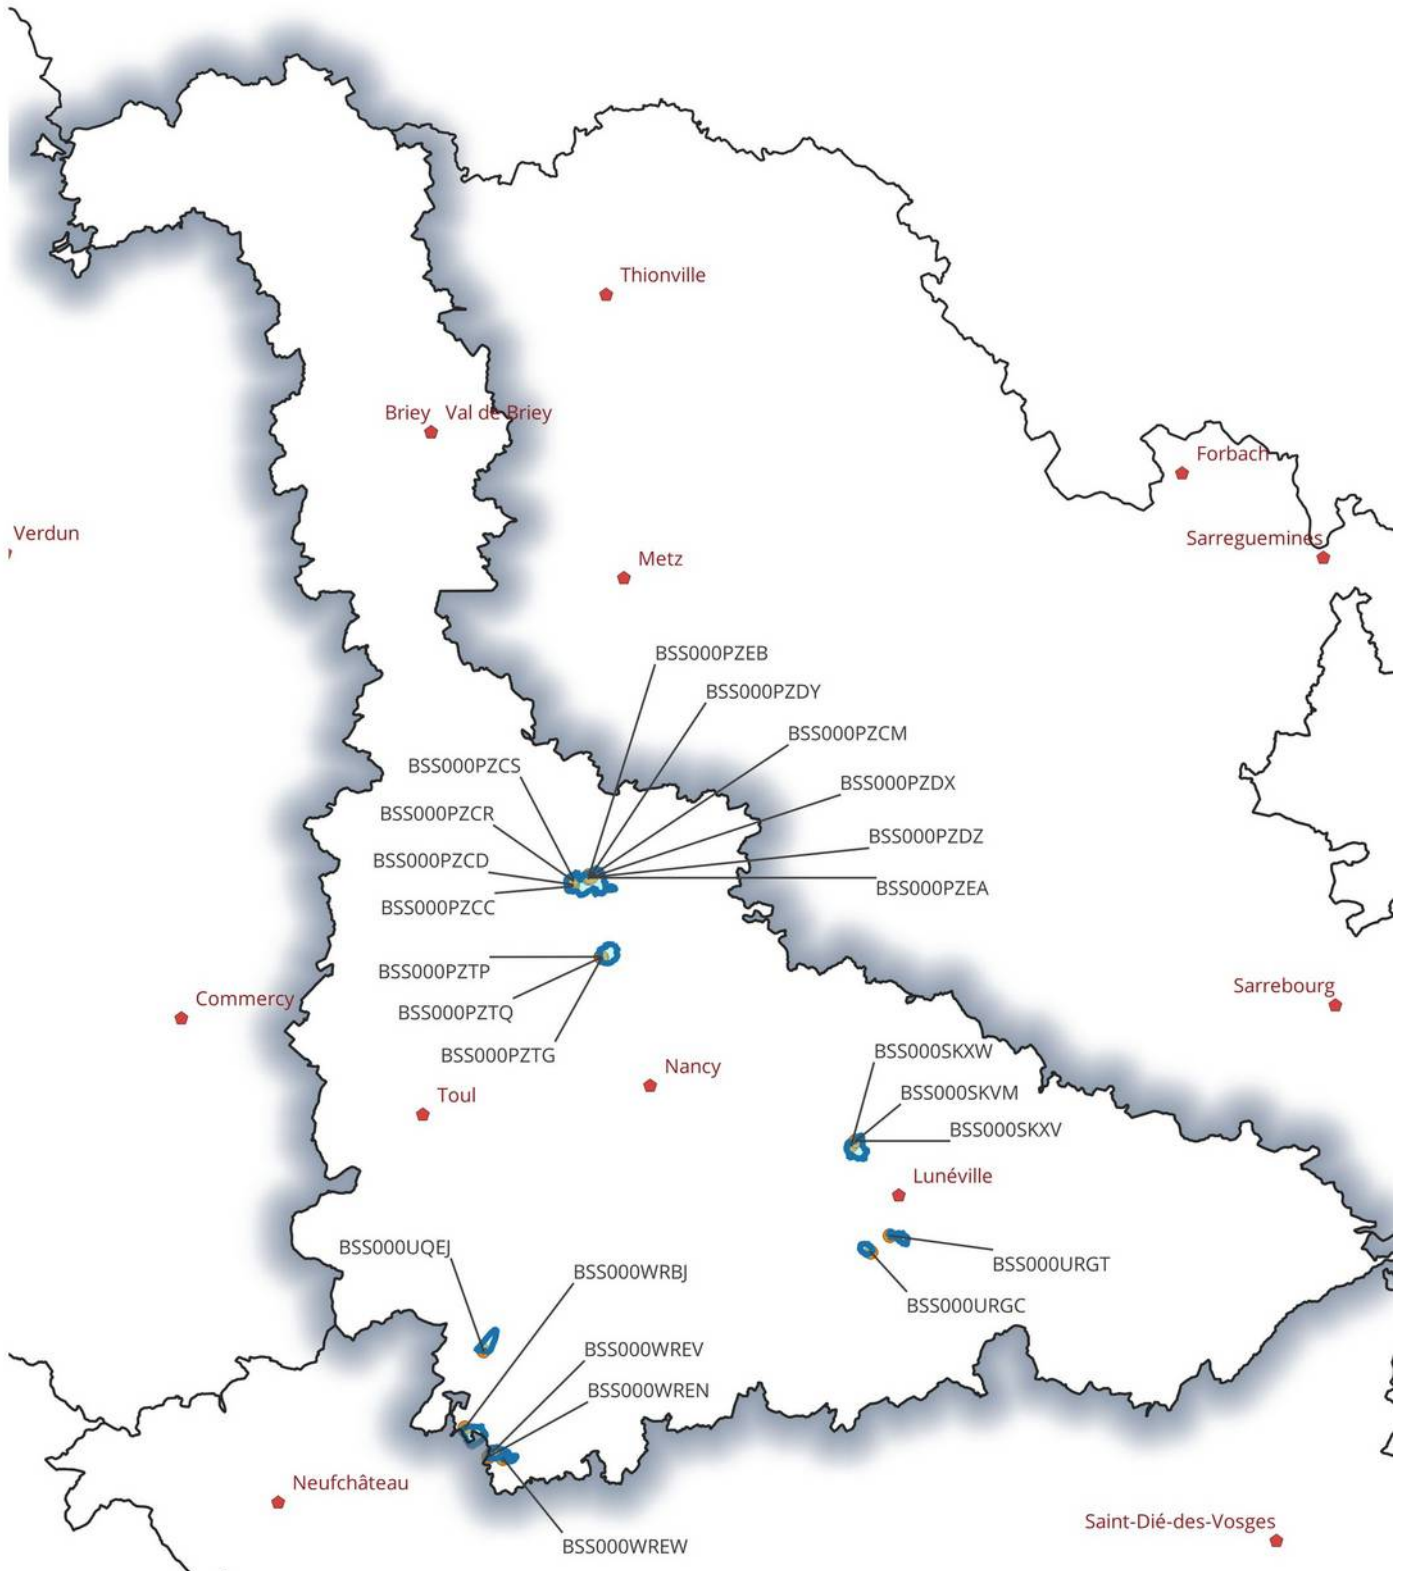 Thionville
Briey
Val de Briey
Forbach
Verdun
Sarreguemines
Metz
BSS000PZEB
BSS000PZDY
BSS000PZCM
BSS000PZCS
BSS000PZDX
BSS000PZCR
BSS000PZDZ
BSS000PZCD
BSS000PZEA
BSS000PZCC
BSS000PZTP
Sarrebourg
Commercy
BSS000PZTQ
BSS000SKXW
BSS000PZTG
Nancy
Toul
BSS000SKVM
BSS000SKXV
Lunéville
BSS000UQEJ
BSS000URGT
BSS000WRBJ
BSS000URGC
BSS000WREV
BSS000WREN
Neufchâteau
Saint-Dié-des-Vosges
BSS000WREW